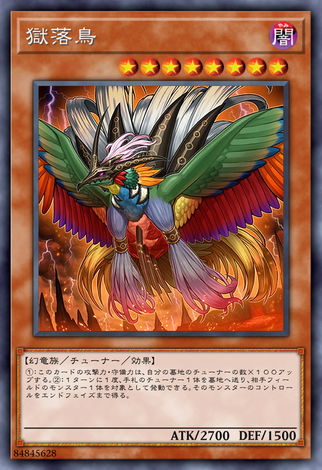 獄落鳥
闇
やみ
【幻竜族／チューナー／効果】
①：このカードの攻撃力・守備力は、自分の墓地のチューナーの数×１００アッ
プする。②：１ターンに１度、手札のチューナー１体を墓地へ送り、相手フィー
ルドのモンスター１体を対象として発動できる。そのモンスターのコントロー
ルをエンドフェイズまで得る。
ATK/2700 DEF/1500
84845628